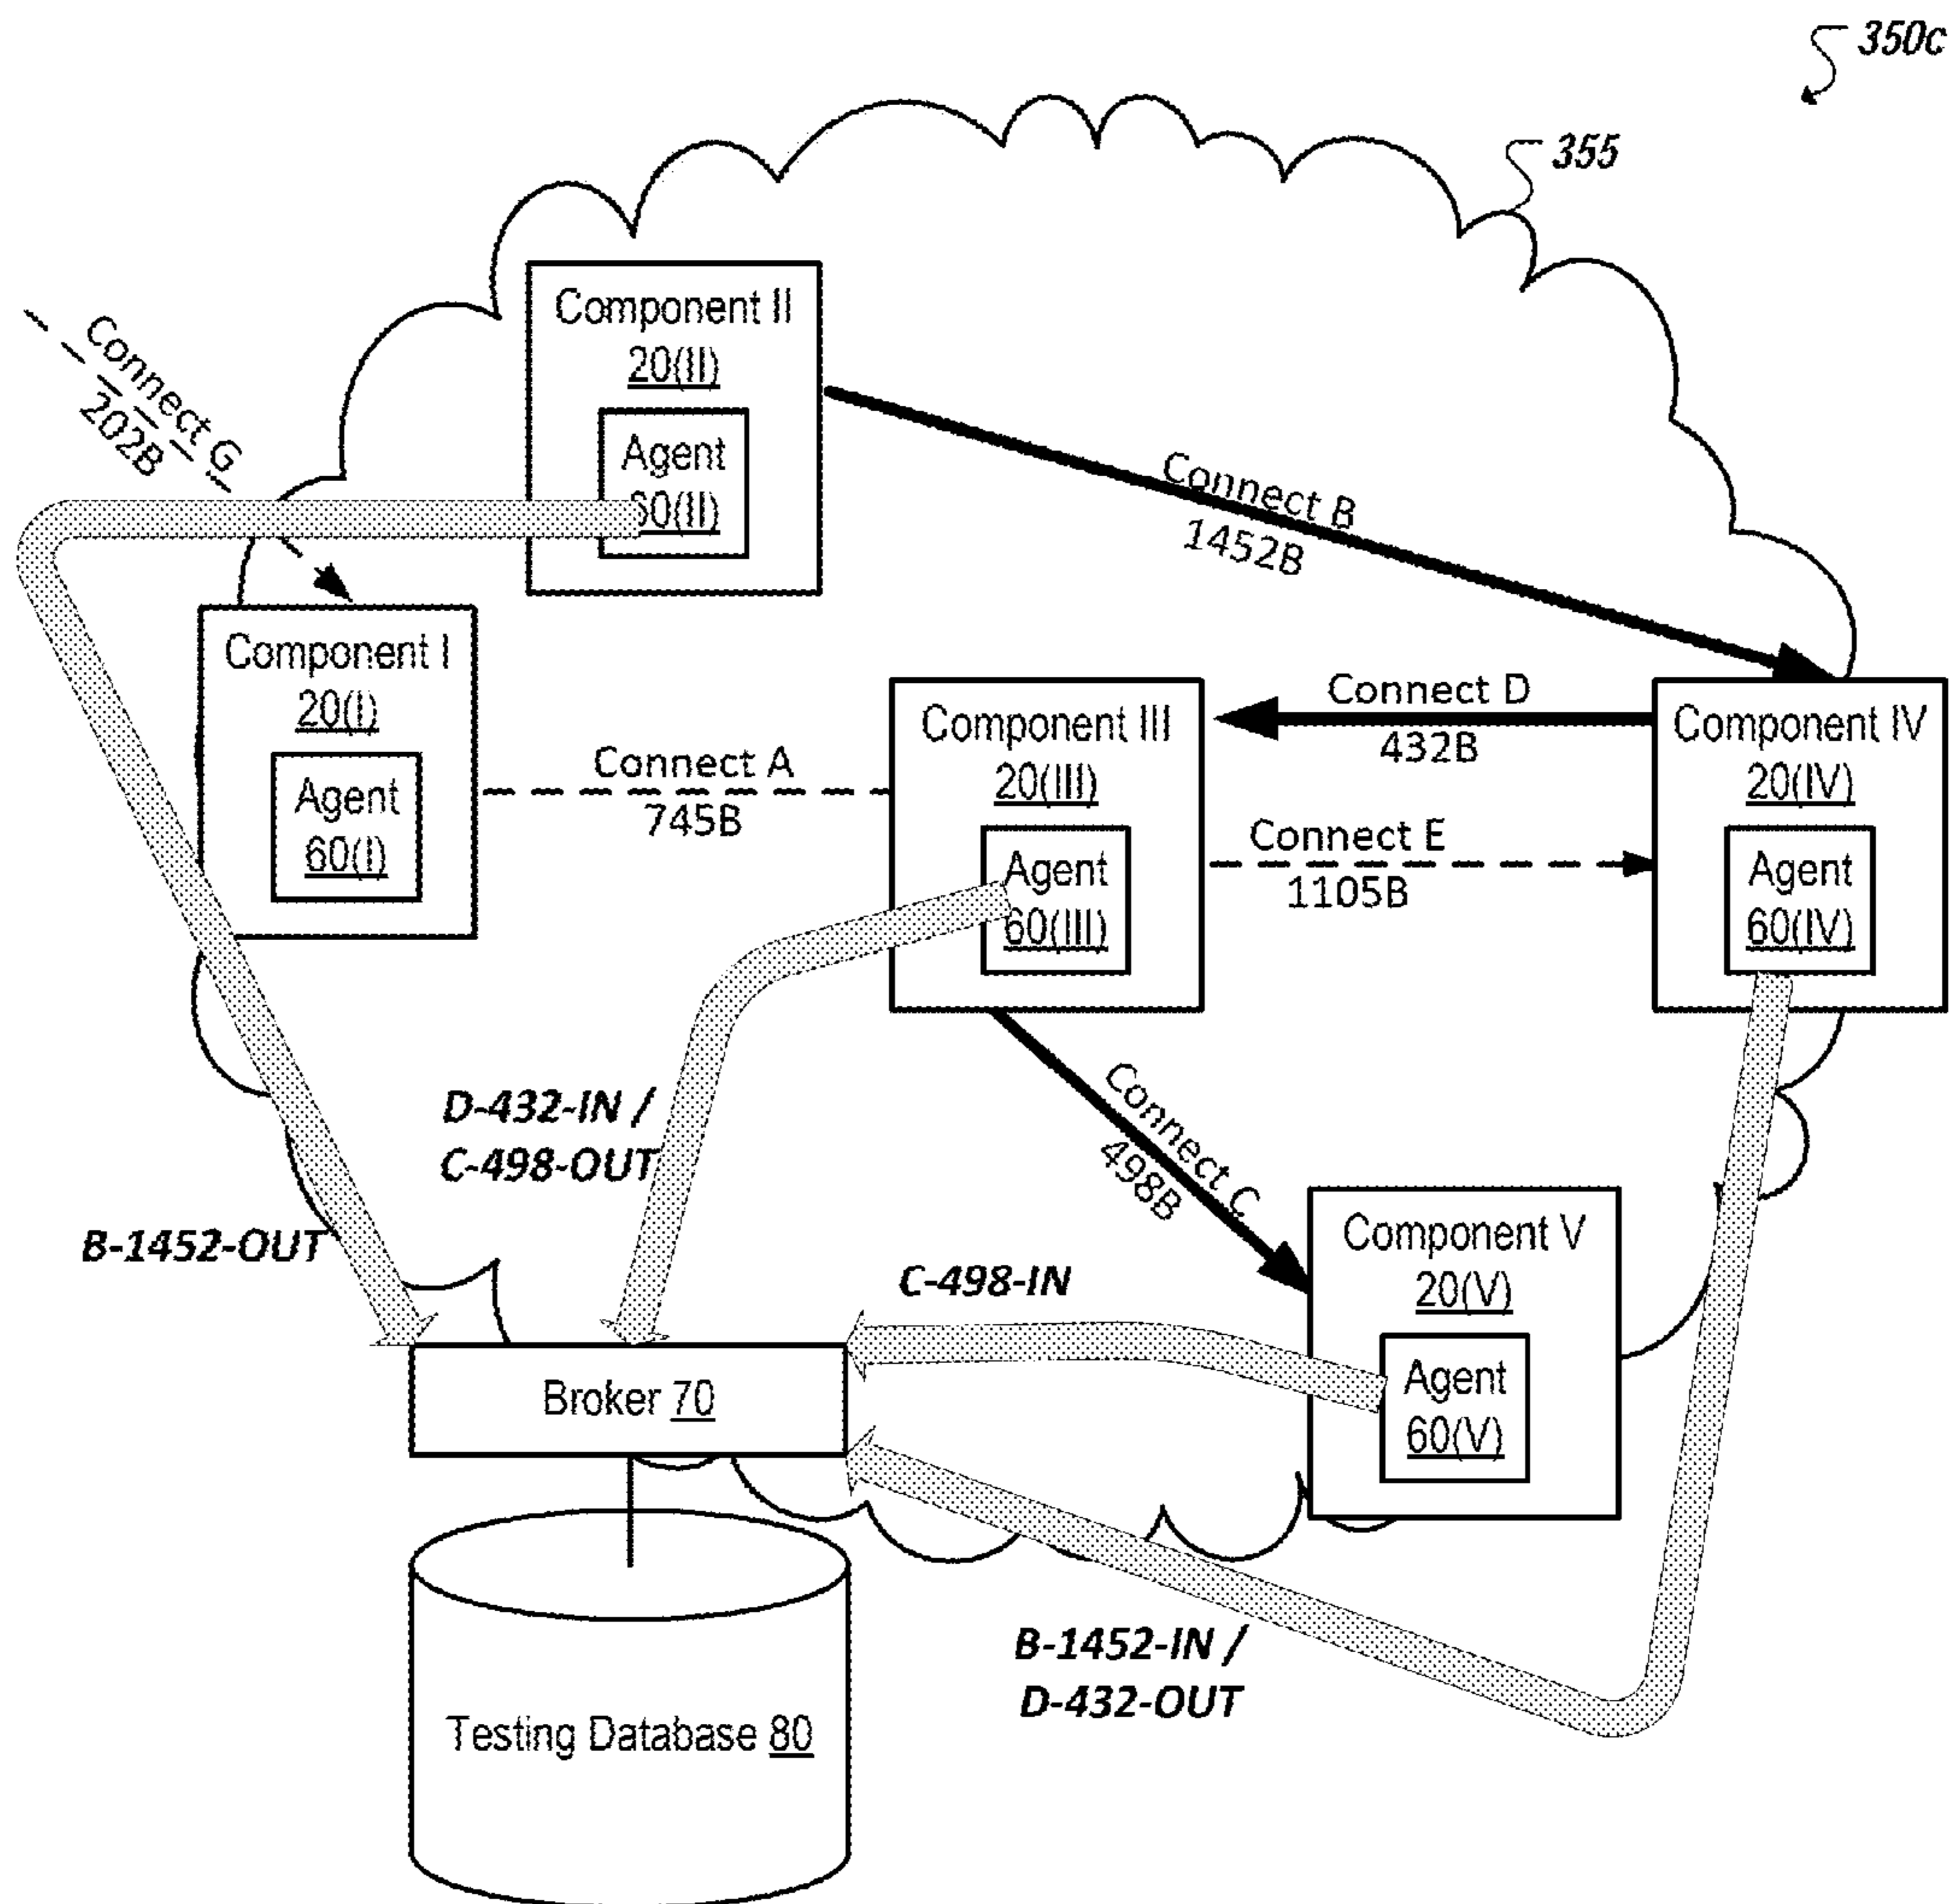 350c
355
Component II
20(II)
Agent
60(II)
Connect G
202B
Connect B
1452B
Component I
20(I)
Agent
60(I)
Connect A
745B
Component III
20(III)
Agent
60(III)
Connect D
432B
Connect E
1105B
Component IV
20(IV)
Agent
60(IV)
D-432-IN /
C-498-OUT
Connect C
498B
B-1452-OUT
C-498-IN
Component V
20(V)
Agent
60(V)
Broker 70
B-1452-IN /
D-432-OUT
Testing Database 80